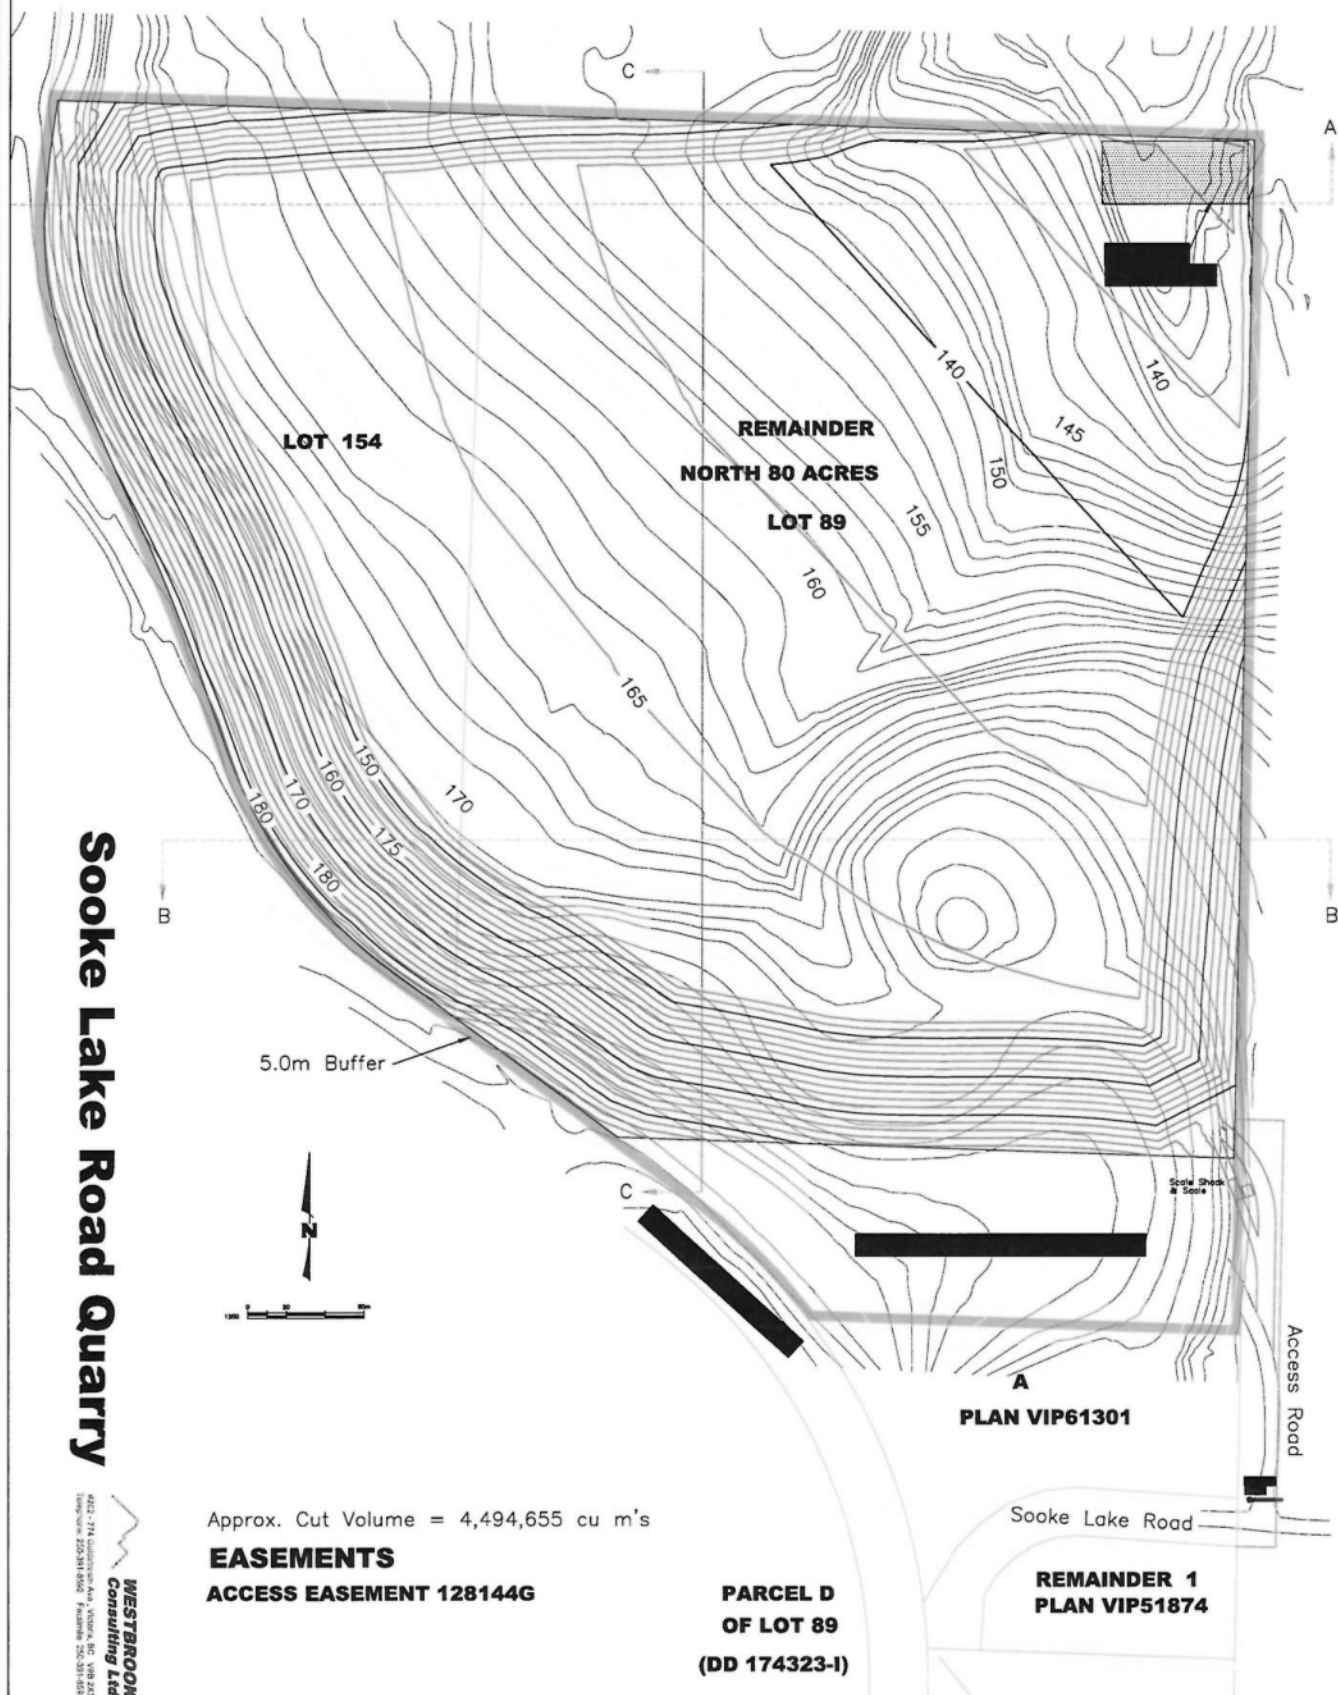 C
A
LOT 154
REMAINDER
NORTH 80 ACRES
LOT 89
140
140
145
150
155
160
165
150
160
170
180
170
175
180
B
B
5.0m Buffer
C
N
Scale Shack
& Scale
Access Road
A
PLAN VIP61301
Sooke Lake Road
REMAINDER 1
PLAN VIP51874
PARCEL D
OF LOT 89
(DD 174323-I)
Approx. Cut Volume = 4,494,655 cu m's
EASEMENTS
ACCESS EASEMENT 128144G
Sooke Lake Road Quarry
WESTBROOK
Consulting Ltd